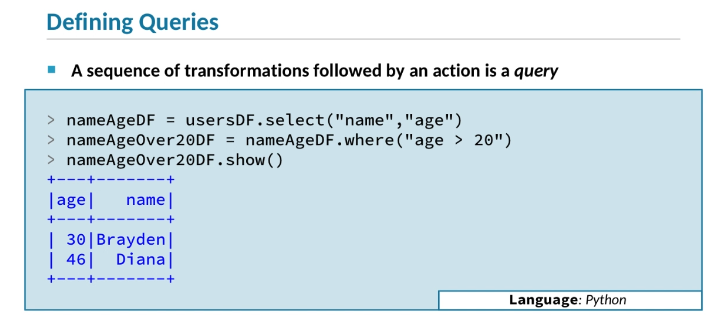 Defining Queries
A sequence of transformations followed by an action is a query
> nameAgeDF = usersDF.select("name","age")
> nameAgeOver20DF = nameAgeDF.where("age > 20")
> nameAgeOver20DF.show()
+---+-------+
|age|   name|
+---+-------+
| 30|Brayden|
| 46|  Diana|
+---+-------+
Language: Python